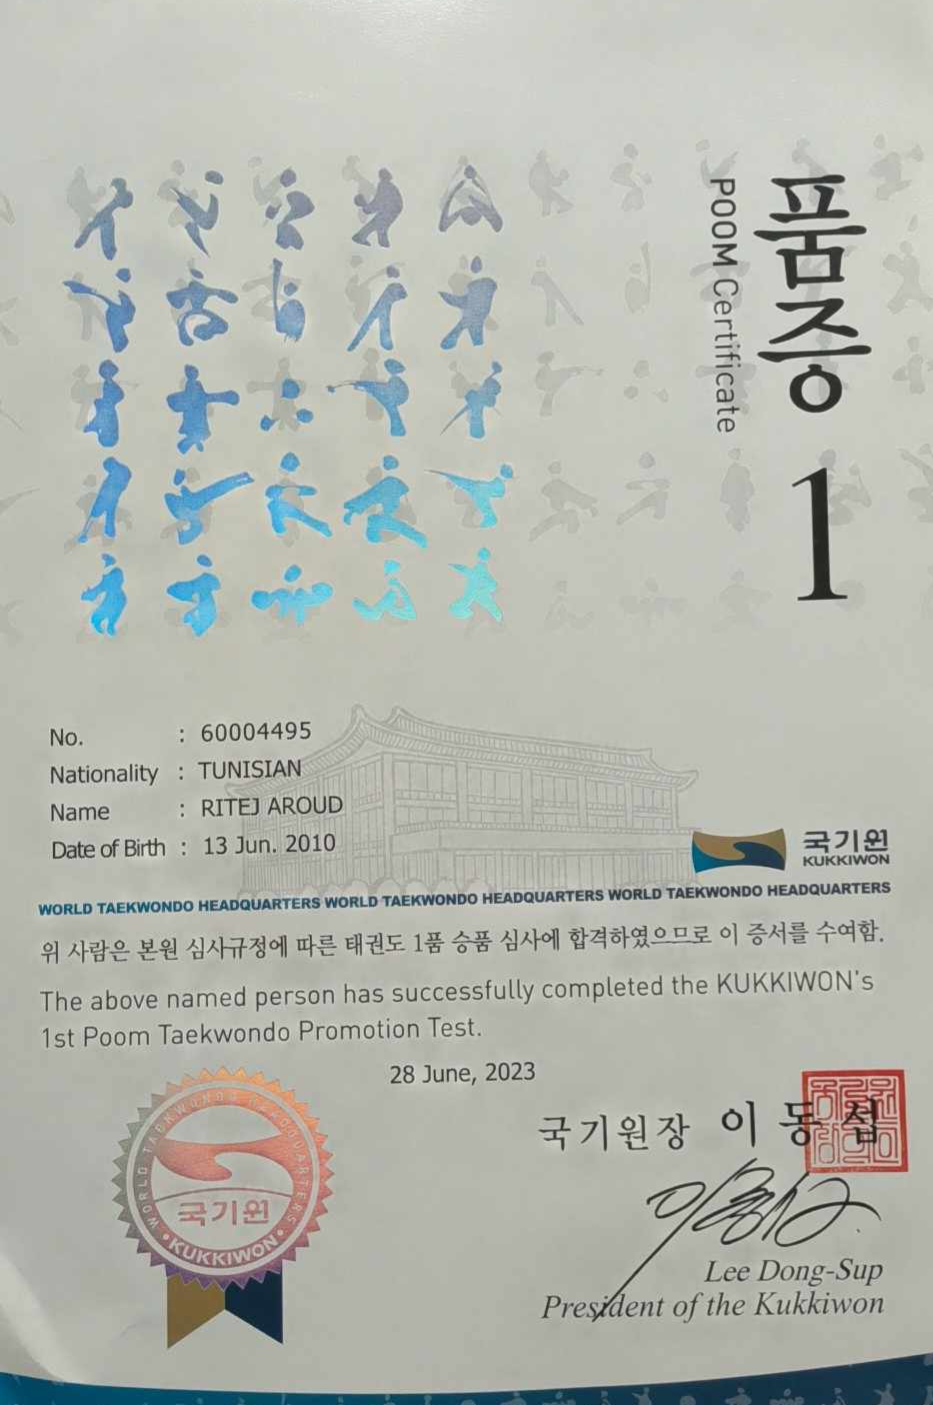 품증
POOM Certificate
1
No. : 60004495
Nationality : TUNISIAN
Name : RITEJ AROUD
Date of Birth : 13 Jun. 2010
국기원
KUKKIWON
WORLD TAEKWONDO HEADQUARTERS WORLD TAEKWONDO HEADQUARTERS WORLD TAEKWONDO HEADQUARTERS
위 사람은 본원 심사규정에 따른 태권도 1품 승품 심사에 합격하였으므로 이 증서를 수여함.
The above named person has successfully completed the KUKKIWON's
1st Poom Taekwondo Promotion Test.
28 June, 2023
국기원장 이동섭
WORLD TAEKWONDO HEADQUARTERS
국기원
•KUKKIWON•
Lee Dong-Sup
President of the Kukkiwon